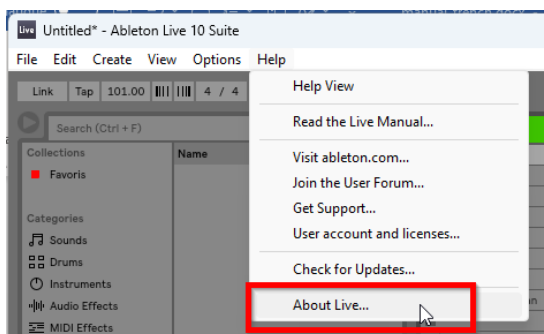 Live Untitled* - Ableton Live 10 Suite
File Edit Create View Options Help
Link Tap 101.00 4 / 4
Help View
Search (Ctrl + F)
Read the Live Manual...
Collections Name
Visit ableton.com...
Favoris
Join the User Forum...
Get Support...
Categories
User account and licenses...
Sounds
Drums
Check for Updates...
Instruments
Audio Effects
About Live...
MIDI Effects